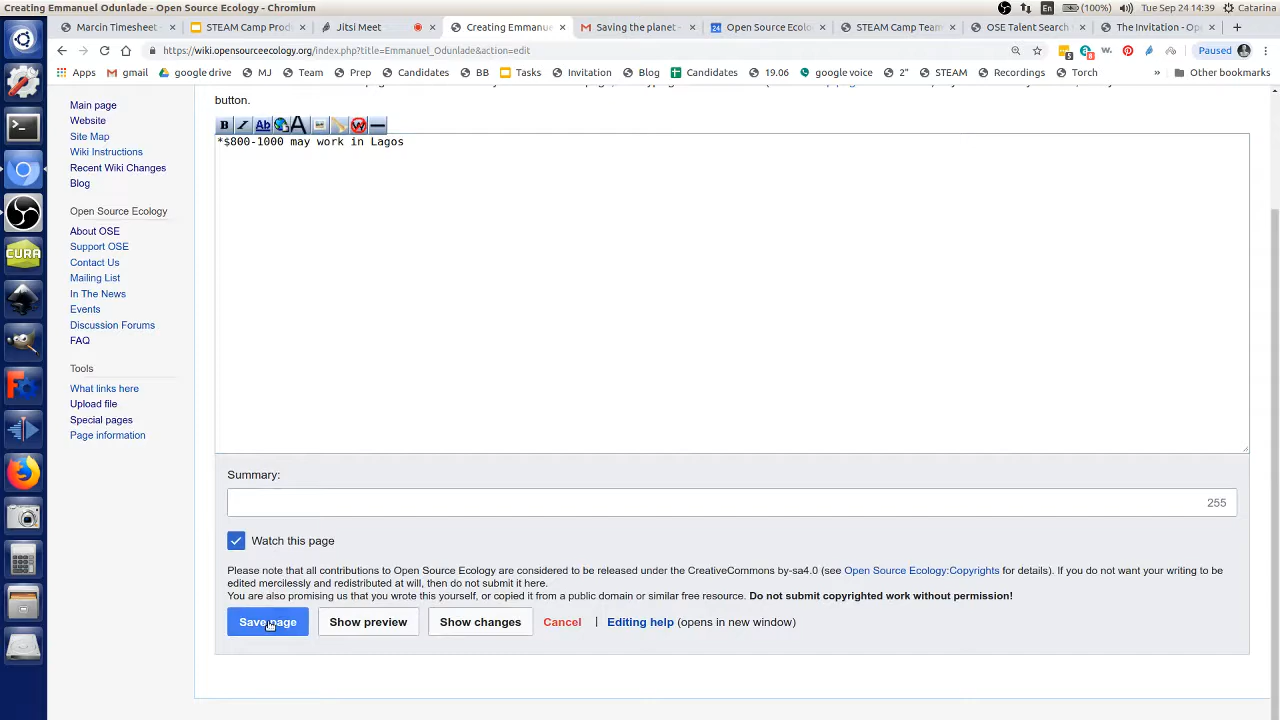 Creating Emmanuel Odunlade - Open Source Ecology - Chromium
En (100%) Tue Sep 24 11:39 Catarina
Marcin Timesheet - STEAM Camp Prod Jitsi Meet Creating Emmanue Saving the planet - Open Source Ecolo STEAM Camp Team OSE Talent Search The Invitation - Op
https://wiki.opensourceecology.org/index.php?title=Emmanuel_Odunlade&action=edit Paused
Apps gmail google drive MJ Team Prep Candidates BB Tasks Invitation Blog Candidat 19.06 google voice 2" STEAM Recordings Torch » Other bookmarks
button.
Main page
Website
Site Map
Wiki Instructions
Recent Wiki Changes
Blog
Open Source Ecology
About OSE
Support OSE
Contact Us
Mailing List
In The News
Events
Discussion Forums
FAQ
Tools
What links here
Upload file
Special pages
Page information
B I Ab A W
*$800-1000 may work in Lagos
Summary:
255
Watch this page
Please note that all contributions to Open Source Ecology are considered to be released under the Creative Commons by-sa4.0 (see Open Source Ecology:Copyrights for details). If you do not want your writing to be
edited mercilessly and redistributed at will, then do not submit it here.
You are also promising us that you wrote this yourself, or copied it from a public domain or similar free resource. Do not submit copyrighted work without permission!
Save page Show preview Show changes Cancel | Editing help (opens in new window)
CURA